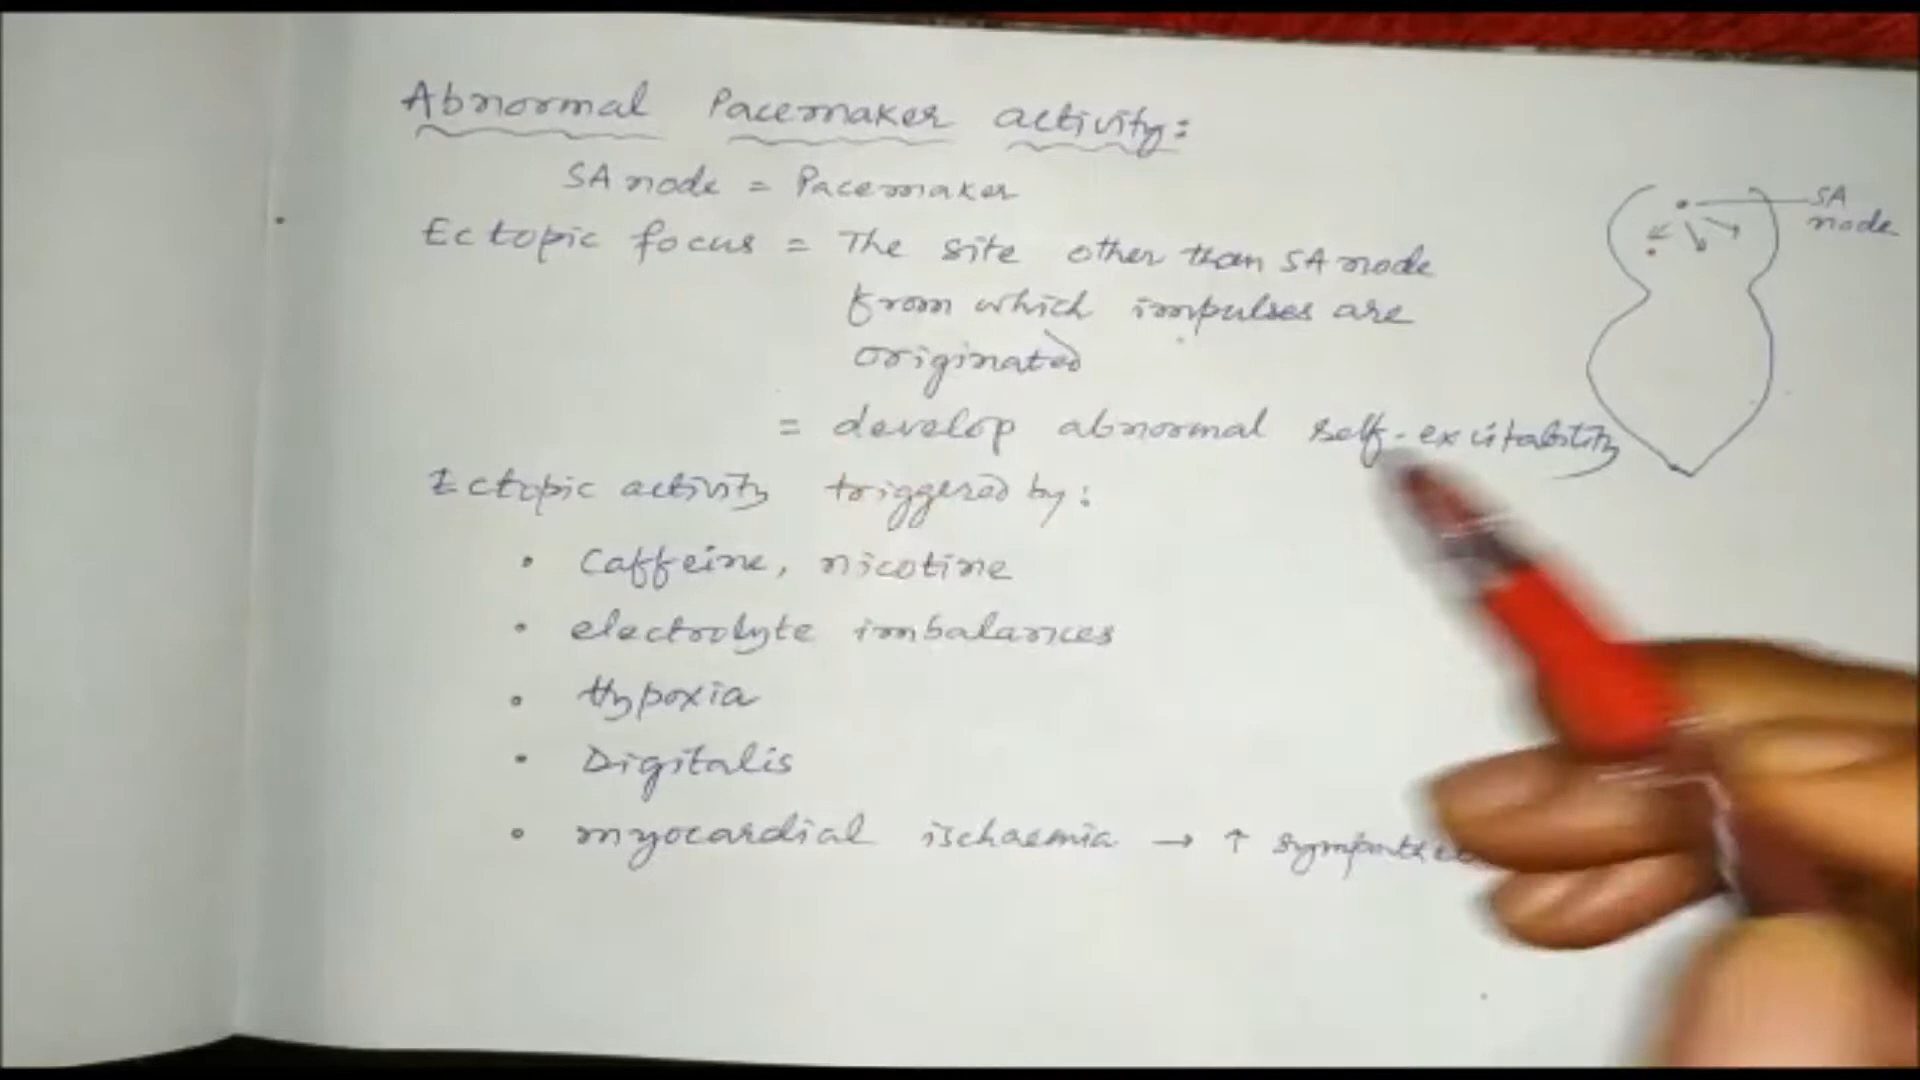 Abnormal Pacemaker activity:
SA node = Pacemaker
Ectopic focus = The site other than SA node
from which impulses are
originated
= develop abnormal self-excitability
Ectopic activity triggered by:
• Caffeine, nicotine
• electrolyte imbalances
• Hypoxia
• Digitalis
• myocardial ischaemia → ↑
SA
node